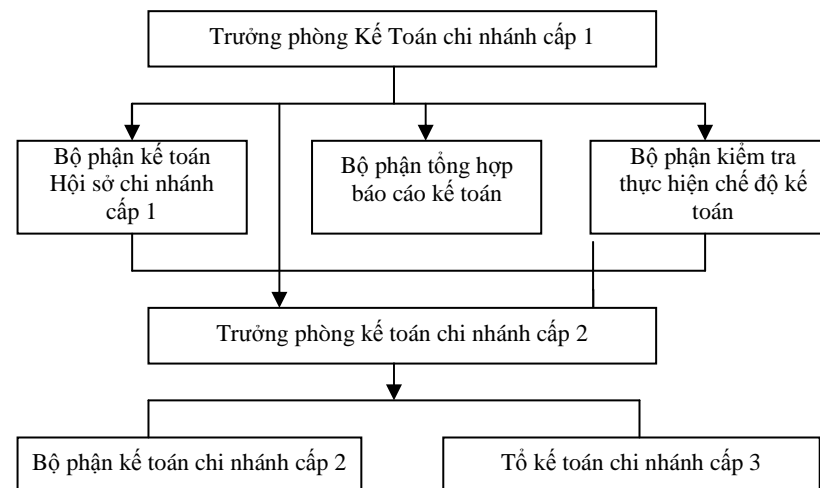 Trưởng phòng Kế Toán chi nhánh cấp 1
Bộ phận kế toán
Hội sở chi nhánh
cấp 1
Bộ phận tổng hợp
báo cáo kế toán
Bộ phận kiểm tra
thực hiện chế độ kế
toán
Trưởng phòng kế toán chi nhánh cấp 2
Bộ phận kế toán chi nhánh cấp 2
Tổ kế toán chi nhánh cấp 3